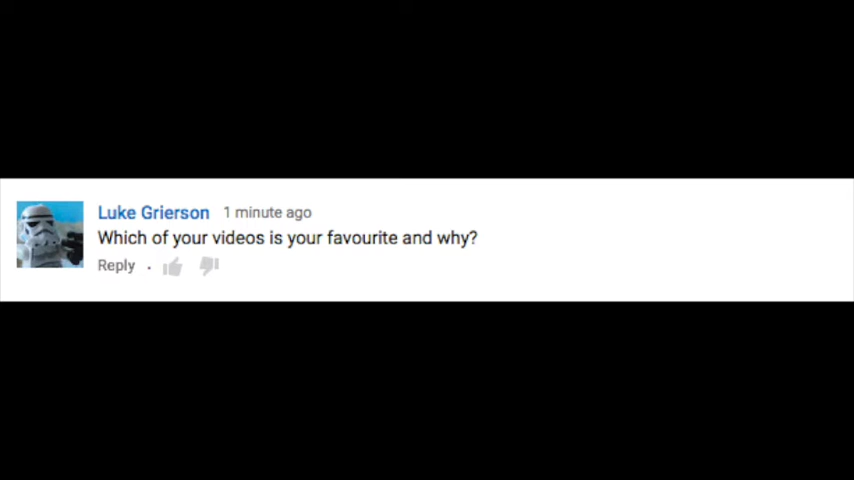 Luke Grierson 1 minute ago
Which of your videos is your favourite and why?
Reply .